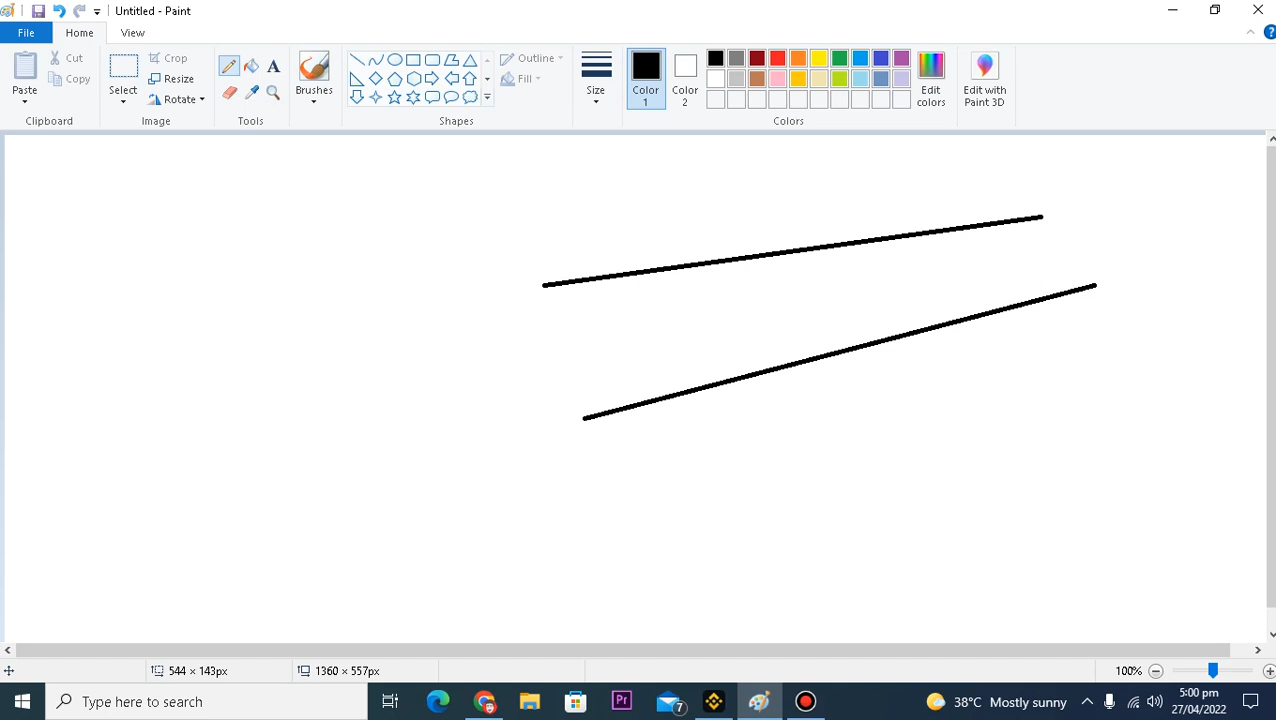 Untitled - Paint
File Home View
Paste Cut Copy
Clipboard
Select Crop Resize Rotate
Image
A
Tools
Brushes
Outline Fill
Shapes
Size
Color 1
Color 2
Edit colors
Colors
Edit with Paint 3D
544 × 143px 1360 × 557px 100%
Type here to search Pr 7 38°C Mostly sunny 5:00 pm
27/04/2022